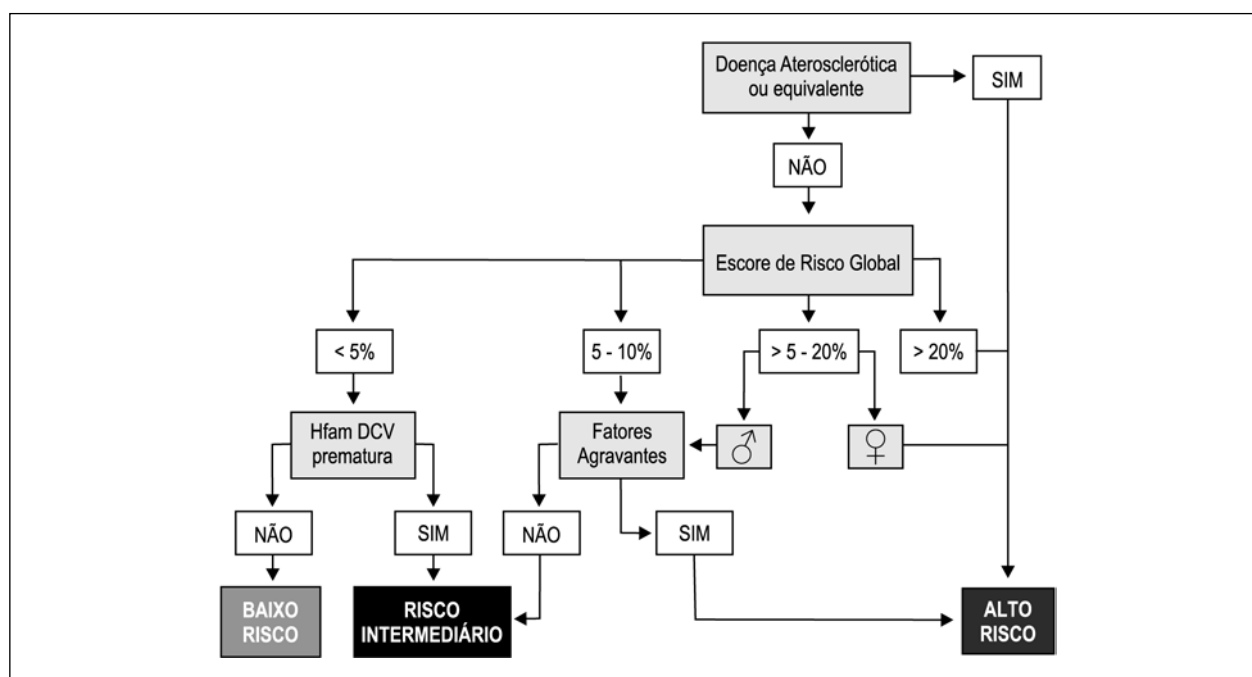 Doença Aterosclerótica
ou equivalente
SIM
NÃO
Escore de Risco Global
< 5%
5 - 10%
> 5 - 20%
> 20%
Hfam DCV
prematura
Fatores
Agravantes
♂
♀
NÃO
SIM
NÃO
SIM
BAIXO
RISCO
RISCO
INTERMEDIÁRIO
ALTO
RISCO